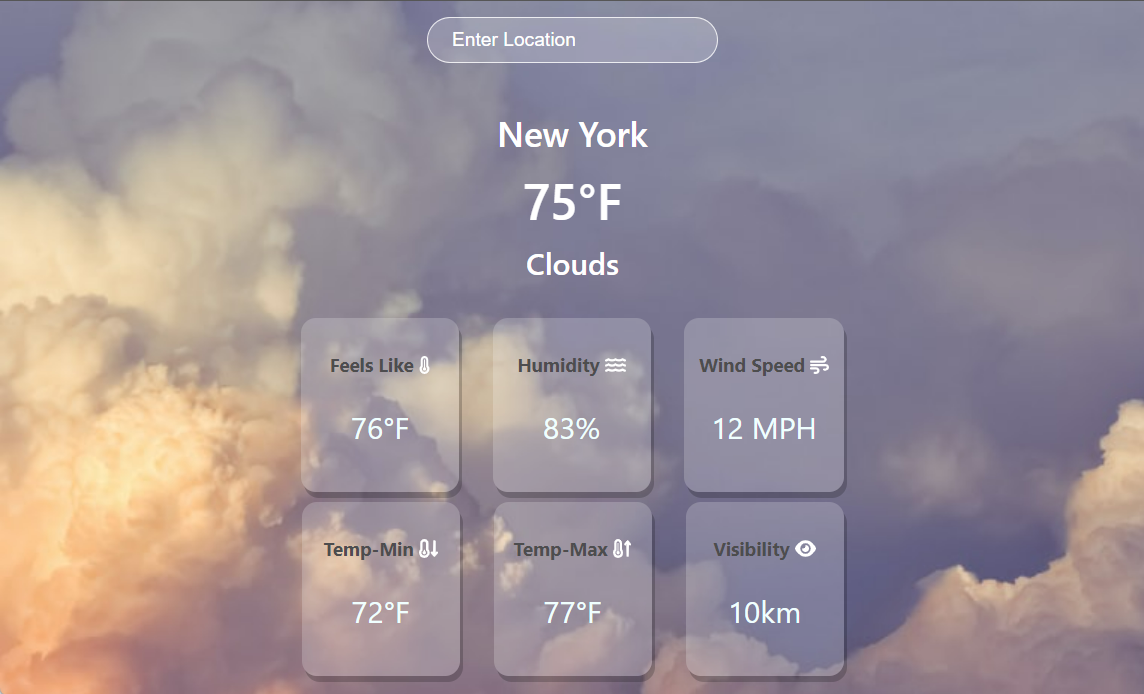 Enter Location
New York
75°F
Clouds
Feels Like
Humidity
Wind Speed
76°F
83%
12 MPH
Temp-Min
Temp-Max
Visibility
72°F
77°F
10km